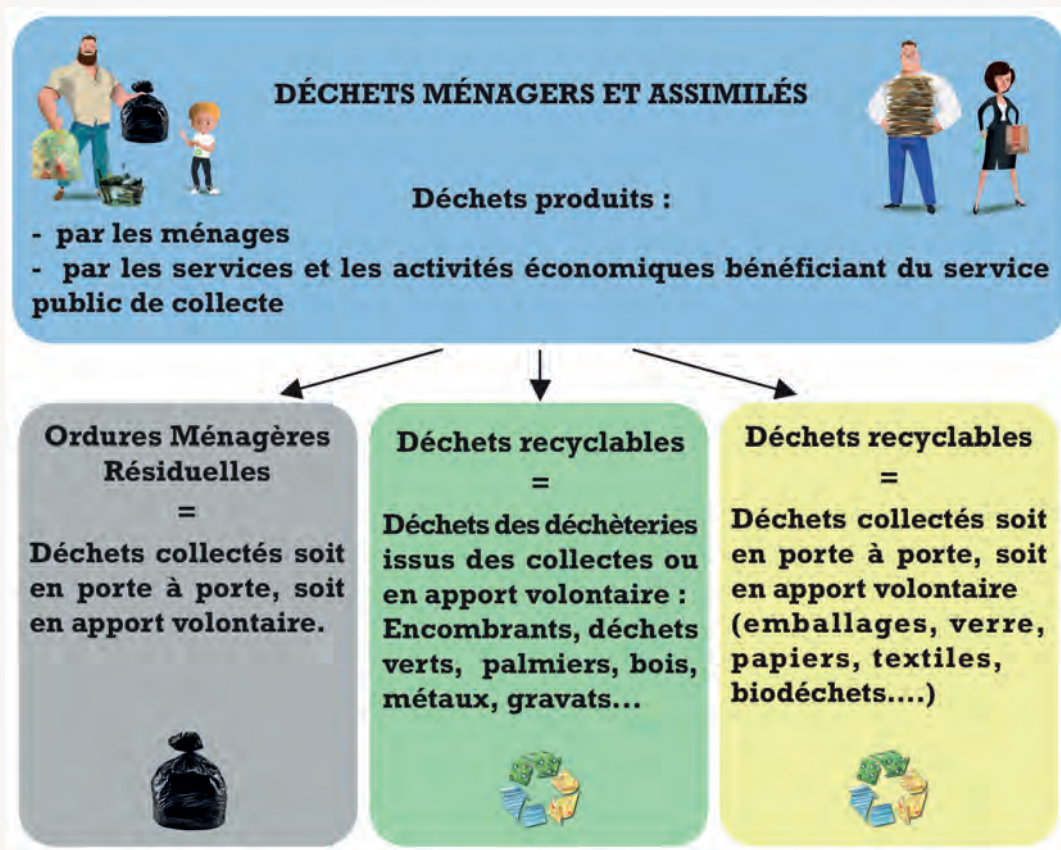 DÉCHETS MÉNAGERS ET ASSIMILÉS
Déchets produits :
- par les ménages
- par les services et les activités économiques bénéficiant du service
public de collecte
Ordures Ménagères
Résiduelles
=
Déchets collectés soit
en porte à porte, soit
en apport volontaire.
Déchets recyclables
=
Déchets des déchèteries
issus des collectes ou
en apport volontaire :
Encombrants, déchets
verts, palmiers, bois,
métaux, gravats...
Déchets recyclables
=
Déchets collectés soit
en porte à porte, soit
en apport volontaire
(emballages, verre,
papiers, textiles,
biodéchets....)